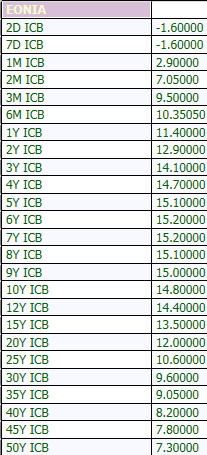 EONIA
2D ICB -1.60000
7D ICB -1.60000
1M ICB 2.90000
2M ICB 7.05000
3M ICB 9.50000
6M ICB 10.35050
1Y ICB 11.40000
2Y ICB 12.90000
3Y ICB 14.10000
4Y ICB 14.70000
5Y ICB 15.10000
6Y ICB 15.20000
7Y ICB 15.20000
8Y ICB 15.10000
9Y ICB 15.00000
10Y ICB 14.80000
12Y ICB 14.40000
15Y ICB 13.50000
20Y ICB 12.00000
25Y ICB 10.60000
30Y ICB 9.60000
35Y ICB 9.05000
40Y ICB 8.20000
45Y ICB 7.80000
50Y ICB 7.30000